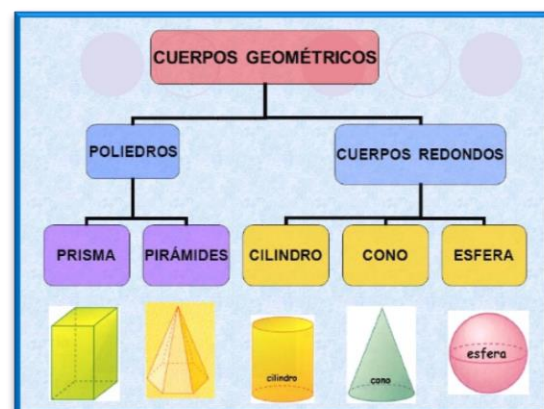 CUERPOS GEOMÉTRICOS
POLIEDROS
CUERPOS REDONDOS
PRISMA
PIRÁMIDES
CILINDRO
CONO
ESFERA
cilindro
cono
esfera